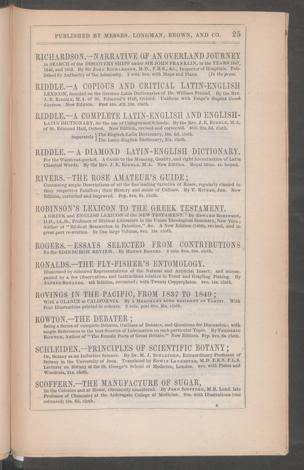 PUBLISHED BY MESSRS. LONGMAN, BROWN, AND CO. 25
RICHARDSON.—NARRATIVE OF AN OVERLAND JOURNEY
in SEARCH of the DISCOVERY SHIPS under SIR JOHN FRANKLIN, in the YEARS 1847,
1848, and 1849. By Sir JOHN RICHARDSON, M.D., F.R.S., &c., Inspector of Hospitals. Pub-
lished by Authority of the Admiralty. 2 vols. 8vo. with Maps and Plates. [In the press.
RIDDLE.—A COPIOUS AND CRITICAL LATIN-ENGLISH
LEXICON, founded on the German-Latin Dictionaries of Dr. William Freund. By the Rev.
J. E. RIDDLE, M.A. of St. Edmund's Hall, Oxford. Uniform with Yonge's English Greek
Lexicon. Post 4to. 50s. cloth.
RIDDLE.—A COMPLETE LATIN-ENGLISH AND ENGLISH-
LATIN DICTIONARY, for the use of Colleges and Schools. By the Rev. J. E. RIDDLE, M.A.
of St. Edmund Hall, Oxford. New Edition, revised and corrected. 8vo. 31s. 6d. cloth.
Separately The English-Latin Dictionary, 10s. 6d. cloth.
The Latin-English Dictionary, 21s. cloth.
RIDDLE. — A DIAMOND LATIN-ENGLISH DICTIONARY.
For the Waistcoat-pocket. A Guide to the Meaning, Quality, and right Accentuation of Latin
Classical Words. By the Rev. J. E. RIDDLE, M.A. New Edition. Royal 32mo. 4s. bound.
RIVERS.—THE ROSE AMATEUR'S GUIDE;
Containing ample Descriptions of all the fine leading varieties of Roses, regularly classed in
their respective Families; their History and mode of Culture. By T. RIVERS, Jun. New
Edition, corrected and improved. Fcp. 8vo. 6s. cloth.
ROBINSON'S LEXICON TO THE GREEK TESTAMENT.
A GREEK and ENGLISH LEXICON of the NEW TESTAMENT. By EDWARD ROBINSON,
D.D., LL.D., Professor of Biblical Literature in the Union Theological Seminary, New York;
Author of "Biblical Researches in Palestine," &c. A New Edition (1850), revised, and in
great part re-written. In One large Volume, 8vo. 18s. cloth.
ROGERS.—ESSAYS SELECTED FROM CONTRIBUTIONS
To the EDINBURGH REVIEW. By HENRY ROGERS. 2 vols. 8vo. 24s. cloth.
RONALDS.—THE FLY-FISHER'S ENTOMOLOGY.
Illustrated by coloured Representations of the Natural and Artificial Insect; and accom-
panied by a few Observations and Instructions relative to Trout and Grayling Fishing. By
ALFRED RONALDS. 4th Edition, corrected; with Twenty Copperplates. 8vo. 14s. cloth.
ROVINGS IN THE PACIFIC, FROM 1837 TO 1849;
With a GLANCE at CALIFORNIA. By A MERCHANT LONG RESIDENT AT TAHITI. With
Four Illustrations printed in colours. 2 vols. post 8vo. 21s. cloth.
ROWTON.—THE DEBATER;
Being a Series of complete Debates, Outlines of Debates, and Questions for Discussion; with
ample References to the best Sources of Information on each particular Topic. By FREDERIC
ROWTON, Author of "The Female Poets of Great Britain." New Edition. Fcp. 8vo. 6s. cloth.
SCHLEIDEN.—PRINCIPLES OF SCIENTIFIC BOTANY;
Or, Botany as an Inductive Science. By Dr. M. J. SCHLEIDEN, Extraordinary Professor of
Botany in the University of Jena. Translated by EDWIN LANKESTER, M.D. F.R.S. F.L.S.
Lecturer on Botany at the St. George's School of Medicine, London. 8vo. with Plates and
Woodcuts, 21s. cloth.
SCOFFERN.—THE MANUFACTURE OF SUGAR,
In the Colonies and at Home, chemically considered. By JOHN SCOFFERN, M.B. Lond. late
Professor of Chemistry at the Aldersgate College of Medicine. 8vo. with Illustrations (one
coloured) 10s. 6d. cloth.